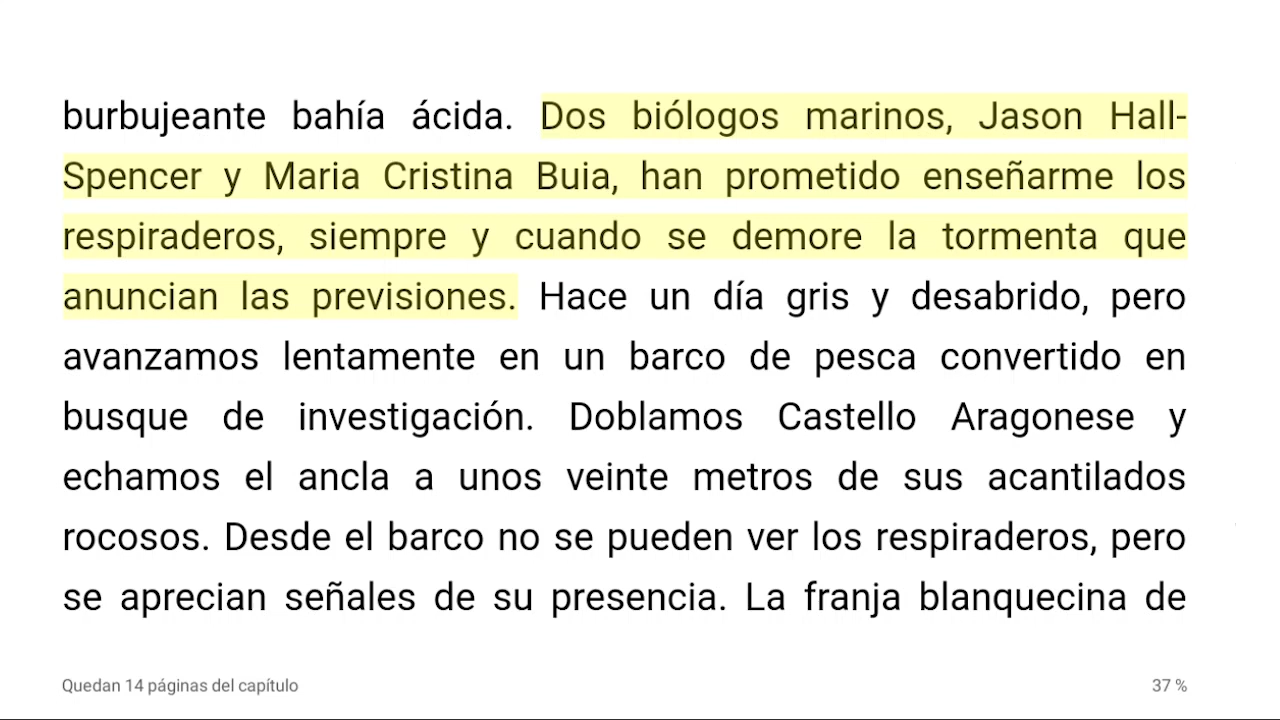 burbujeante bahía ácida. Dos biólogos marinos, Jason Hall-
Spencer y Maria Cristina Buia, han prometido enseñarme los
respiraderos, siempre y cuando se demore la tormenta que
anuncian las previsiones. Hace un día gris y desabrido, pero
avanzamos lentamente en un barco de pesca convertido en
busque de investigación. Doblamos Castello Aragonese y
echamos el ancla a unos veinte metros de sus acantilados
rocosos. Desde el barco no se pueden ver los respiraderos, pero
se aprecian señales de su presencia. La franja blanquecina de
Quedan 14 páginas del capítulo
37 %